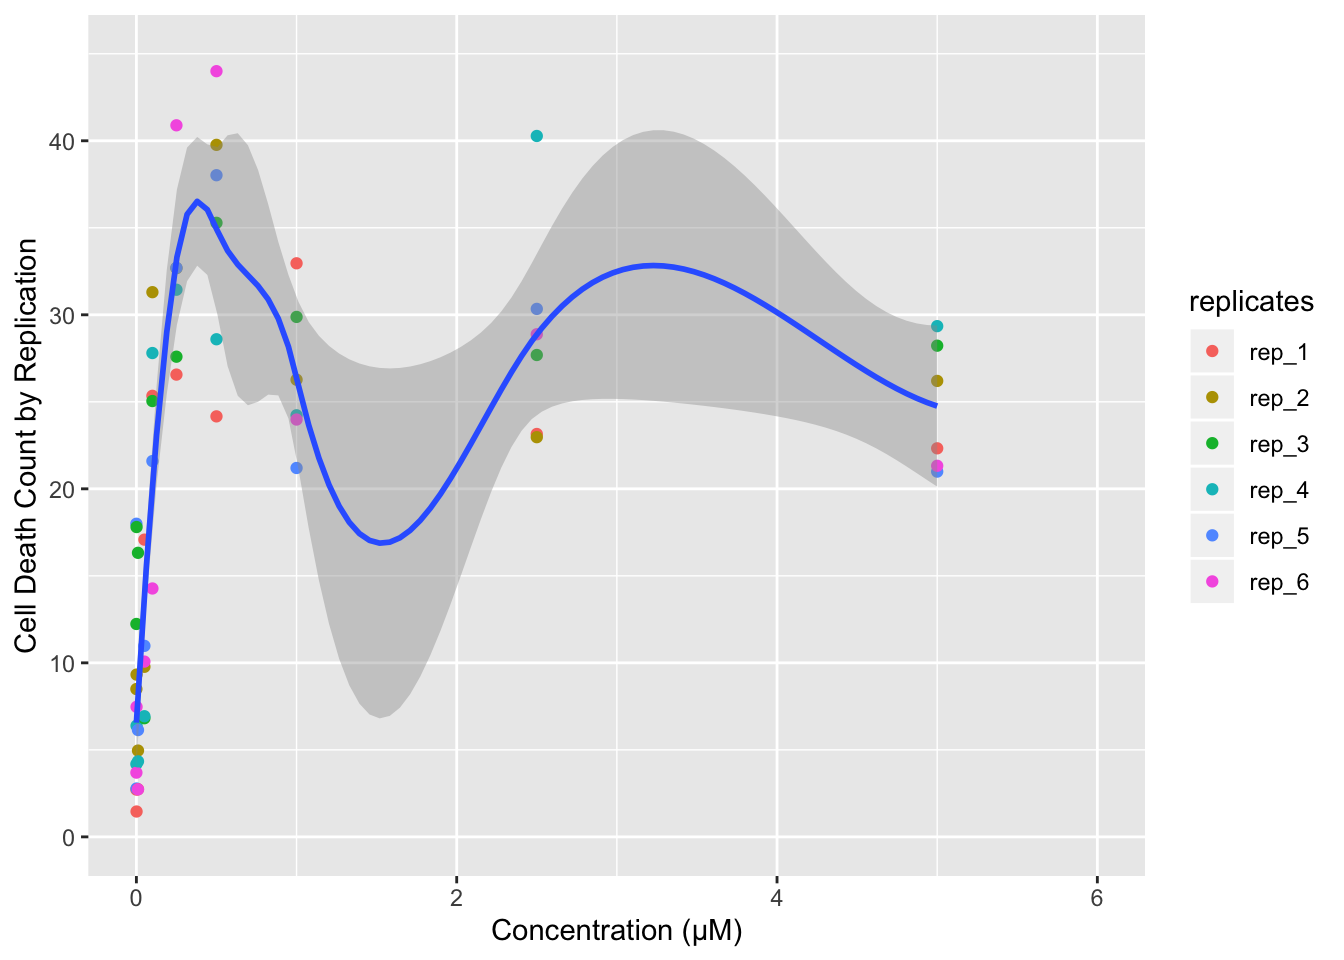 Cell Death Count by Replication
40
30
20
10
0
0
2
4
6
Concentration (µM)
replicates
rep_1
rep_2
rep_3
rep_4
rep_5
rep_6